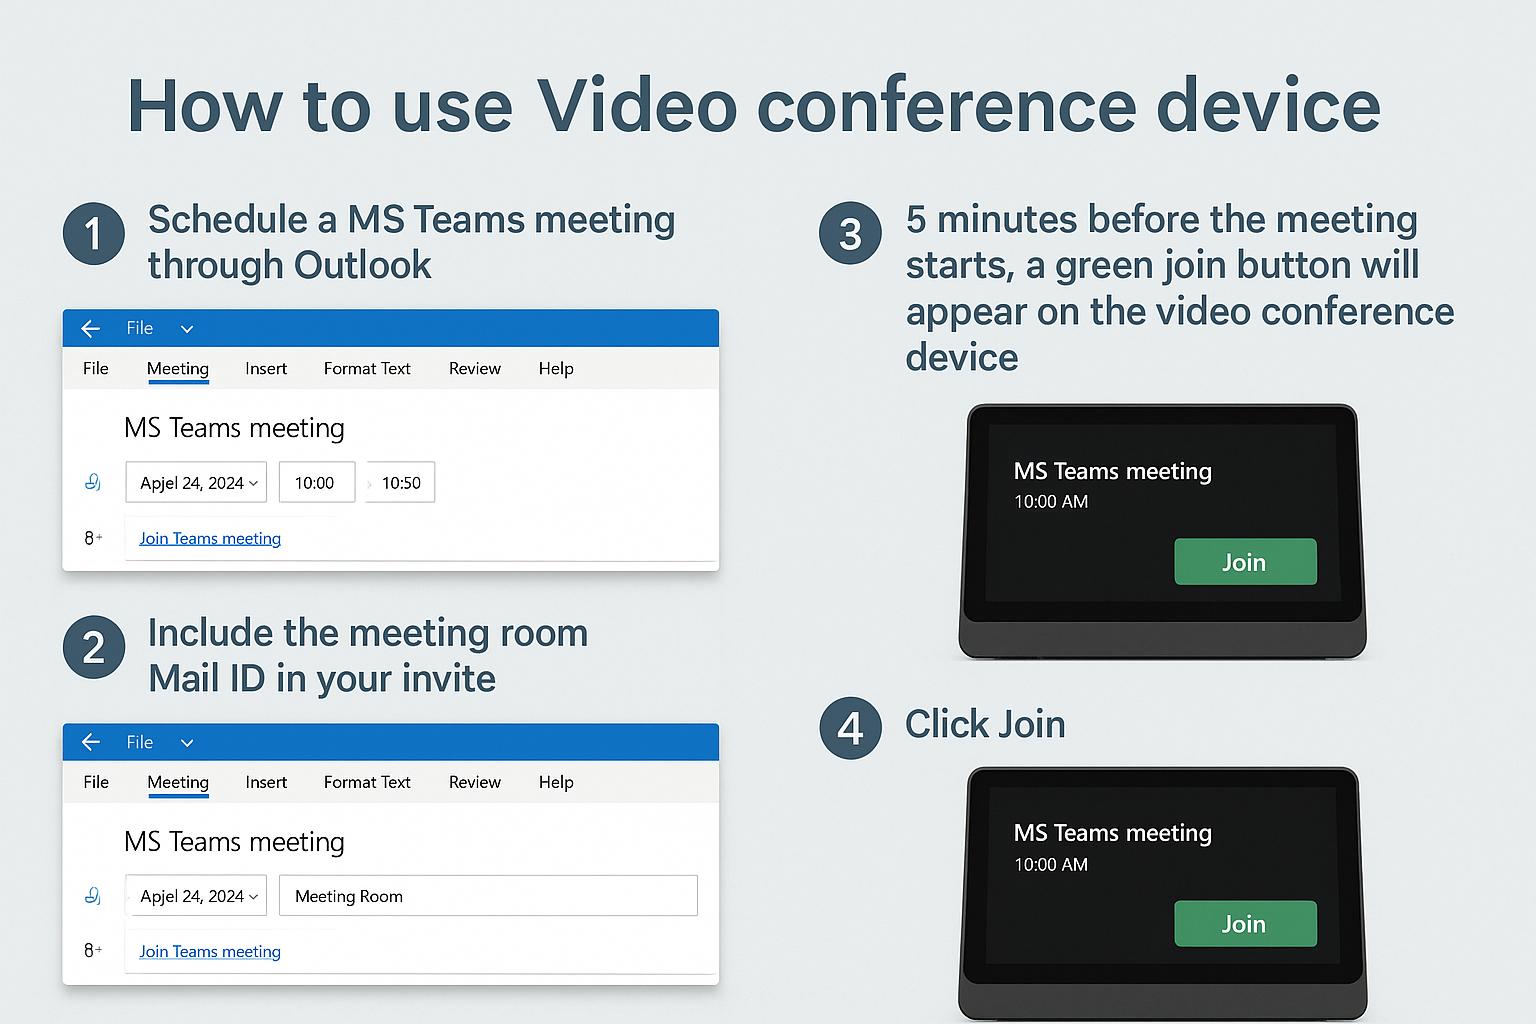 How to use Video conference device
1
Schedule a MS Teams meeting
through Outlook
File
File Meeting Insert Format Text Review Help
MS Teams meeting
Apjel 24, 2024 10:00 10:50
8+ Join Teams meeting
2
Include the meeting room
Mail ID in your invite
File
File Meeting Insert Format Text Review Help
MS Teams meeting
Apjel 24, 2024 Meeting Room
8+ Join Teams meeting
3
5 minutes before the meeting
starts, a green join button will
appear on the video conference
device
MS Teams meeting
10:00 AM
Join
4
Click Join
MS Teams meeting
10:00 AM
Join